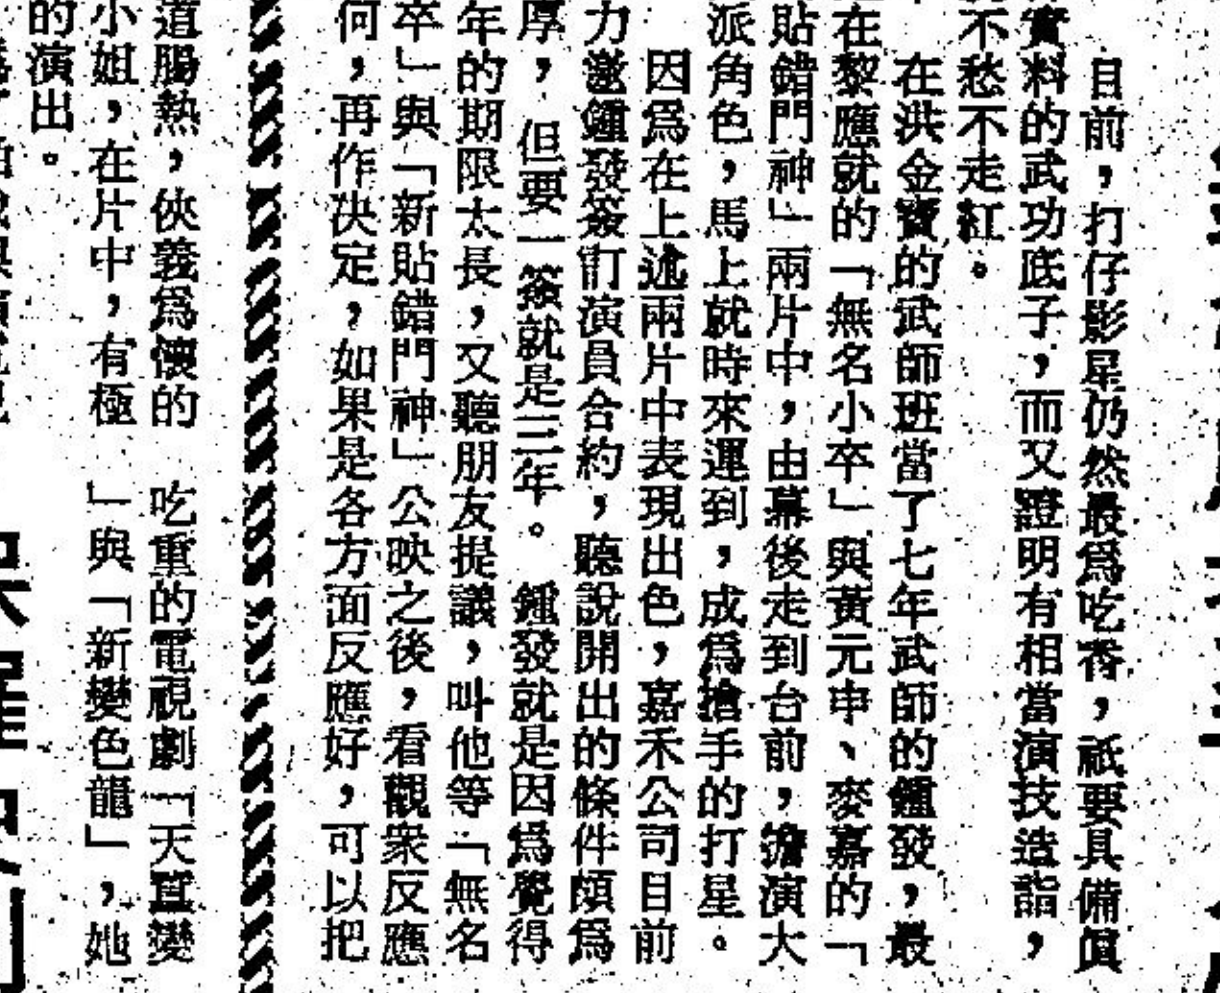 目前，打仔影星仍然最爲吃香，祇要具備眞
實料的武功底子，而又證明有相當演技造詣，
不愁不走紅。
在洪金寶的武師班當了七年武師的鍾發，最
在黎應就的「無名小卒」與黃元申、麥嘉的「
貼錯門神」兩片中，由幕後走到台前，擔演大
派角色，馬上就時來運到，成爲搶手的打星。
因爲在上述兩片中表現出色，嘉禾公司目前
力邀鍾發簽訂演員合約，聽說開出的條件頗爲
厚，但要一簽就是三年。鍾發就是因爲覺得
年的期限太長，又聽朋友提議，叫他等「無名
卒」與「新貼錯門神」公映之後，看觀衆反應
何，再作决定，如果是各方面反應好，可以把
道腸熱，俠義爲懷的
小姐，在片中，有極
的演出。
吃重的電視劇「天蠶變
」與「新變色龍」，她